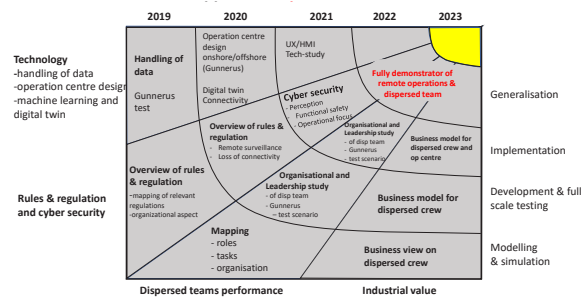 2019 2020 2021 2022 2023
Technology
-handling of data
-operation centre design
-machine learning and
digital twin
Rules & regulation
and cyber security
Handling of
data
Gunnerus
test
Operation centre
design
onshore/offshore
(Gunnerus)
Digital twin
Connectivity
UX/HMI
Tech-study
Cyber security
- Perception
- Functional safety
- Operational focus
Fully demonstrator of
remote operations &
dispersed team
Overview of rules &
regulation
- Remote surveillance
- Loss of connectivity
Organisational and
Leadership study
- of disp team
- Gunnerus
- test scenario
Business model for
dispersed crew and
op centre
Overview of rules
& regulation
-mapping of relevant
regulations
-organizational aspect
Organisational and
Leadership study
- of disp team
- Gunnerus
– test scenario
Business model for
dispersed crew
Mapping
- roles
- tasks
- organisation
Business view on
dispersed crew
Generalisation
Implementation
Development & full
scale testing
Modelling
& simulation
Dispersed teams performance
Industrial value